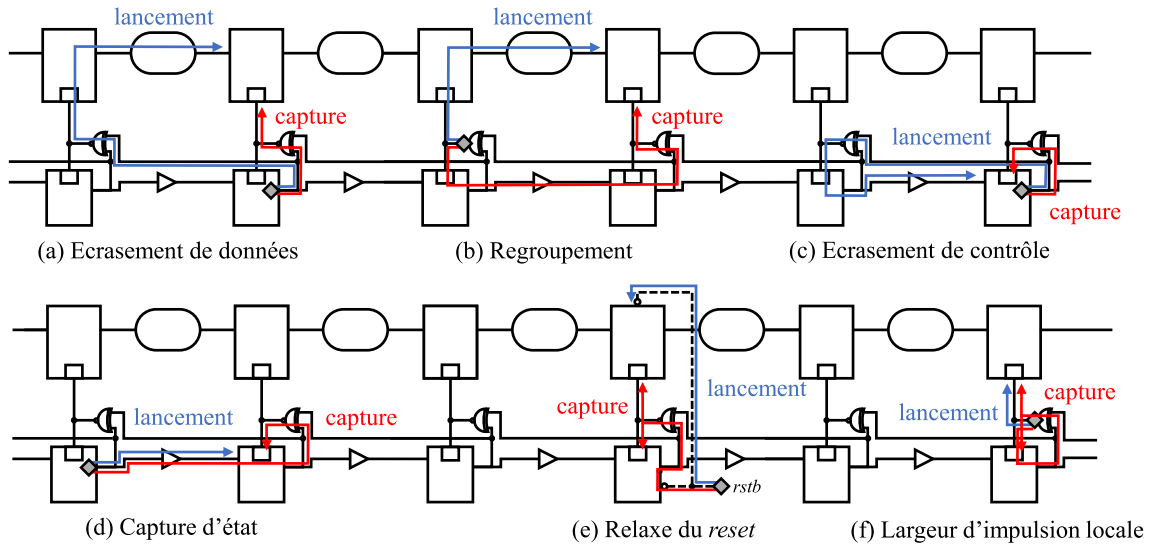 lancement
lancement
capture
capture
lancement
capture
(a) Ecrasement de données
(b) Regroupement
(c) Ecrasement de contrôle
lancement
capture
capture
lancement
lancement
capture
rstb
(d) Capture d'état
(e) Relaxe du reset
(f) Largeur d'impulsion locale